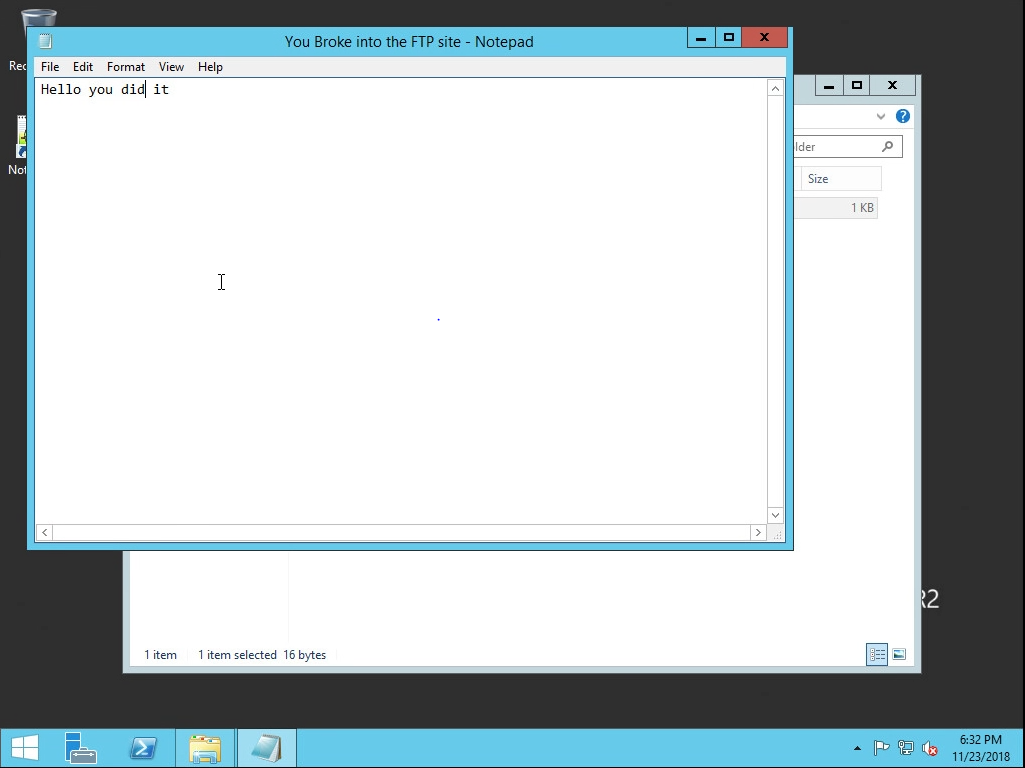 You Broke into the FTP site - Notepad
File Edit Format View Help
Hello you did it
Size
1 KB
1 item 1 item selected 16 bytes
R2
6:32 PM
11/23/2018